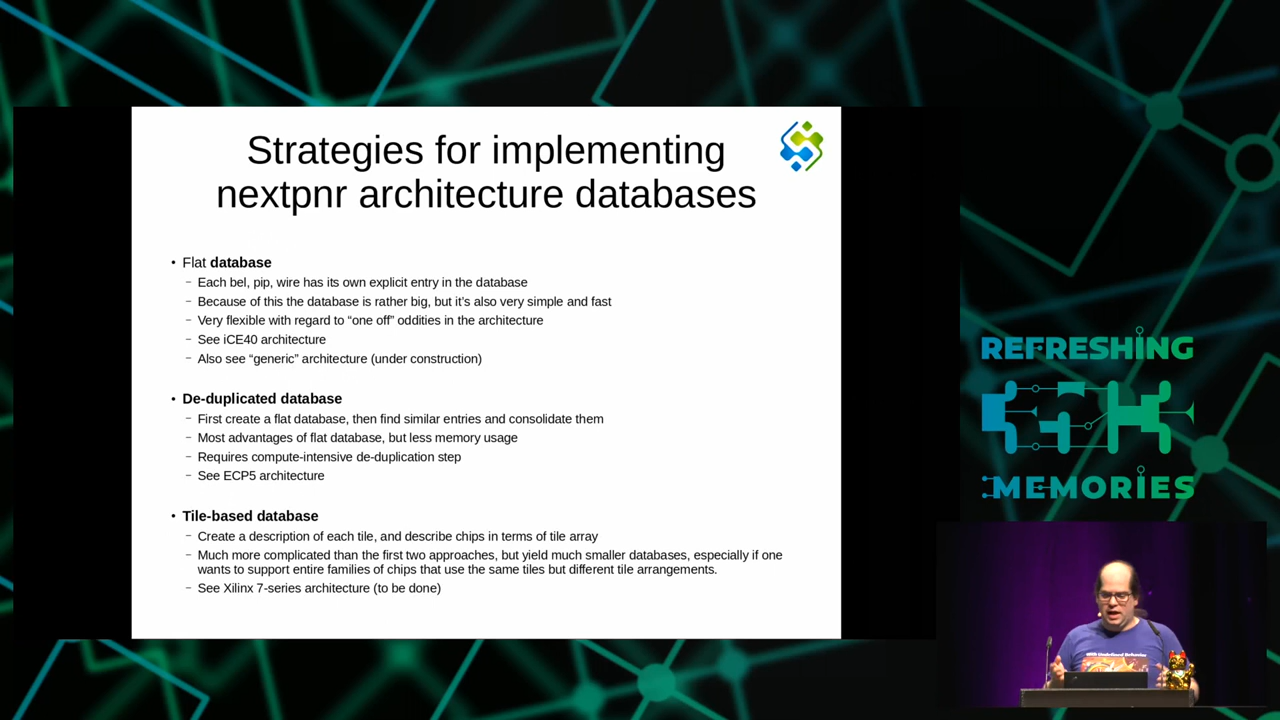 Strategies for implementing
nextpnr architecture databases
• Flat database
– Each bel, pip, wire has its own explicit entry in the database
– Because of this the database is rather big, but it’s also very simple and fast
– Very flexible with regard to “one off” oddities in the architecture
– See iCE40 architecture
– Also see “generic” architecture (under construction)
• De-duplicated database
– First create a flat database, then find similar entries and consolidate them
– Most advantages of flat database, but less memory usage
– Requires compute-intensive de-duplication step
– See ECP5 architecture
• Tile-based database
– Create a description of each tile, and describe chips in terms of tile array
– Much more complicated than the first two approaches, but yield much smaller databases, especially if one
wants to support entire families of chips that use the same tiles but different tile arrangements.
– See Xilinx 7-series architecture (to be done)
REFRESHING
MEMORIES